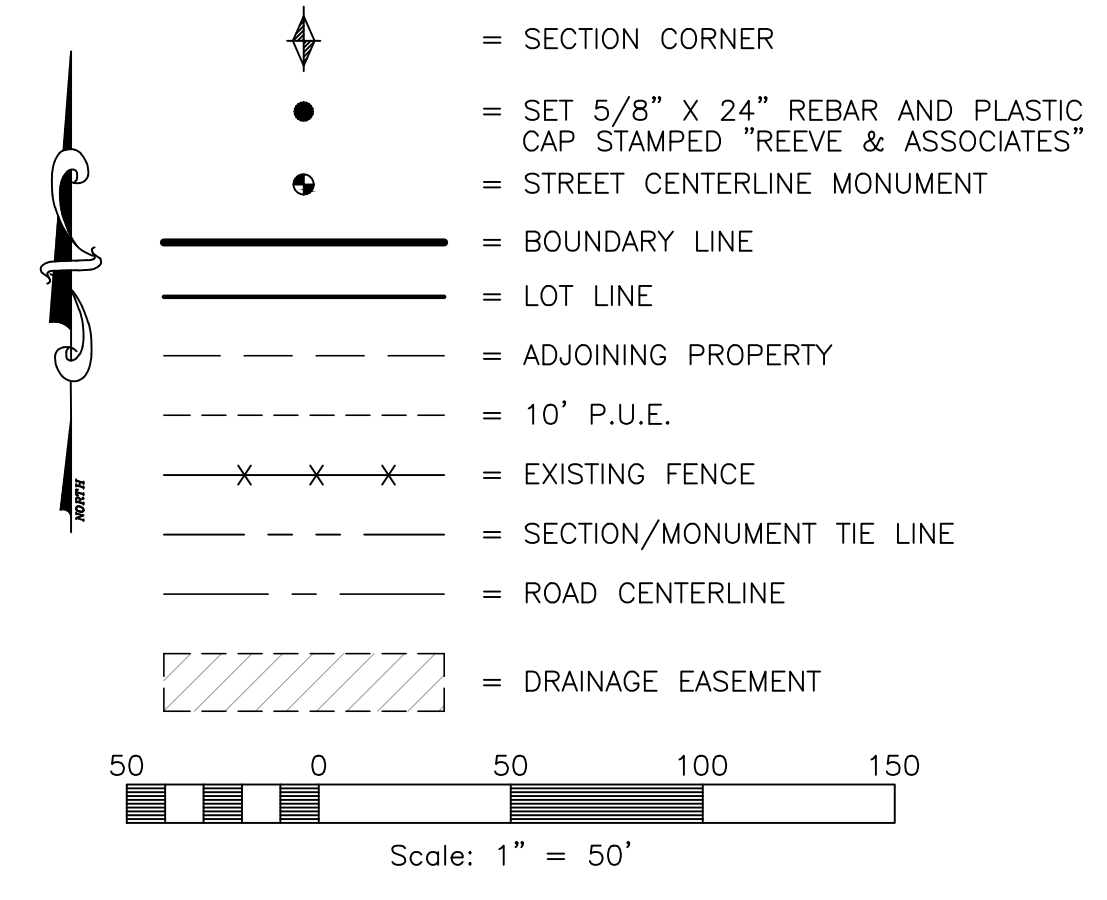 = SECTION CORNER
= SET 5/8” X 24” REBAR AND PLASTIC
CAP STAMPED ”REEVE & ASSOCIATES”
= STREET CENTERLINE MONUMENT
= BOUNDARY LINE
= LOT LINE
= ADJOINING PROPERTY
= 10’ P.U.E.
= EXISTING FENCE
NORTH
= SECTION/MONUMENT TIE LINE
= ROAD CENTERLINE
= DRAINAGE EASEMENT
50 0 50 100 150
Scale: 1” = 50’